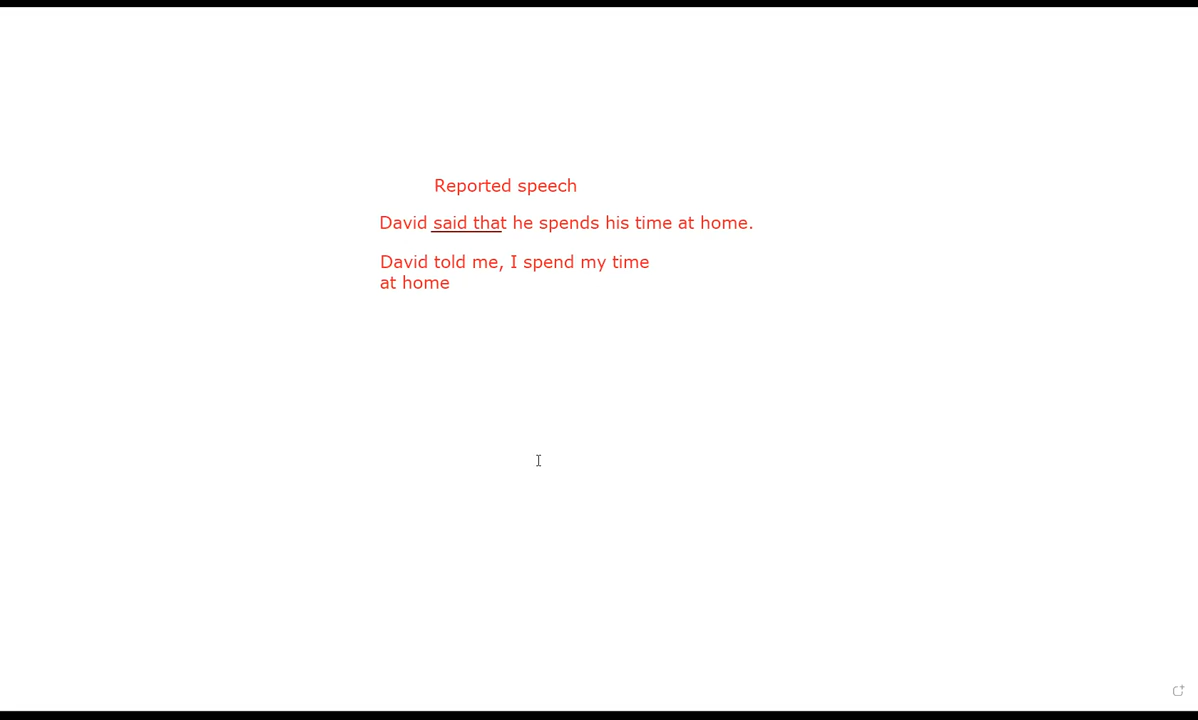 Reported speech
David said that he spends his time at home.
David told me, I spend my time
at home